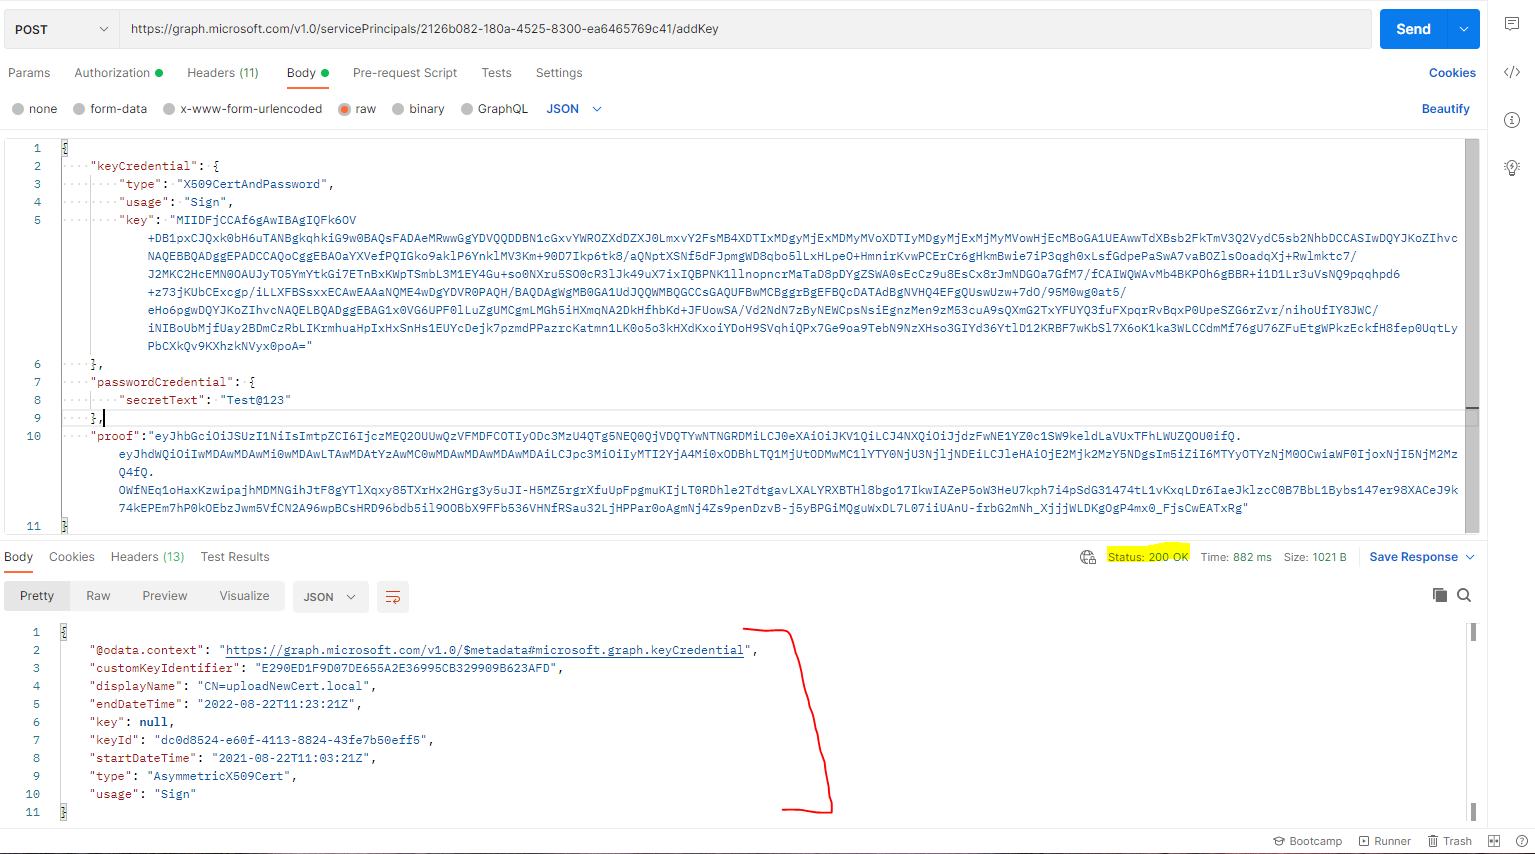 POST
https://graph.microsoft.com/v1.0/servicePrincipals/2126b082-180a-4525-8300-ea6465769c41/addKey
Send
Params Authorization Headers (11) Body Pre-request Script Tests Settings Cookies
none form-data x-www-form-urlencoded raw binary GraphQL JSON Beautify
1 {
2 "keyCredential": {
3 "type": "X509CertAndPassword",
4 "usage": "Sign",
5 "key": "MIIDFjCCAf6gAwIBAgIQFk6OV
+DB1pxCJQxk0bH6uTANBgkqhkiG9w0BAQsFADAeMRwwGgYDVQQDDBN1cGxvYWROZXdDZXJ0LmxvY2FsMB4XDTIxMDgyMjExMDMyMVoXDTIyMDgyMjExMjMyMVowHjEcMBoGA1UEAwwTdXBsb2FkTmV3Q2VydC5sb2NhbDCCASIwDQYJKoZIhvc
NAQEBBQADggEPADCCAQoCggEBAOaYXVefPQIGko9aklP6YnklMV3Km+90D7Ikp6tk8/aQNptXSNf5dFJpmgWD8qbo5lLxHLpeO+HmnirKvwPCErCr6gHkmBwie7iP3qgh0xLsfGdpePaSwA7vaBOZlsOoadqXj+Rwlmktc7/
J2MKC2HcEMN0OAUJyTO5YmYtkGi7ETnBxKWpTSmbL3M1EY4Gu+so0NXru5SO0cR3lJk49uX7ixIQBPNK1llnopncrMaTaD8pDYgZSWA0sEcCz9u8EsCx8rJmNDGOa7GfM7/fCAIWQWAvMb4BKPOh6gBBR+i1D1Lr3uVsNQ9pqqhpd6
+z73jKUbCExcgp/iLLXFBSsxxECAwEAAaNQME4wDgYDVR0PAQH/BAQDAgWgMB0GA1UdJQQWMBQGCCsGAQUFBwMCBggrBgEFBQcDATAdBgNVHQ4EFgQUswUzw+7dO/95M0wg0at5/
eHo6pgwDQYJKoZIhvcNAQELBQADggEBAG1x0VG6UPF0lLuZgUMCgmLMGh5iHXmqNA2DkHfhbKd+JFUowSA/Vd2NdN7zByNEWCpsNsiEgnzMen9zM53cuA9sQXmG2TxYFUYQ3fuFXpqrRvBqxP0UpeSZG6rZvr/nihoUfIY8JWC/
iNIBoUbMjfUay2BDmCzRbLIKrmhuaHpIxHxSnHs1EUYcDejk7pzmdPPazrcKatmn1LK0o5o3kHXdKxoiYDoH9SVqhiQPx7Ge9oa9TebN9NzXHso3GIYd36YtlD12KRBF7wKbSl7X6oK1ka3WLCCdmMf76gU76ZFuEtgWPkzEckfH8fep0UqtLy
PbCXkQv9KXhzkNVyx0poA="
6 },
7 "passwordCredential": {
8 "secretText": "Test@123"
9 },
10 "proof":"eyJhbGciOiJSUzI1NiIsImtpZCI6IjczMEQ2OUUwQzVFMDFCOTIyODc3MzU4QTg5NEQ0QjVDQTYwNTNGRDMiLCJ0eXAiOiJKV1QiLCJ4NXQiOiJjdzFwNE1YZ0c1SW9keldLaVUxTFhLWUZQOU0ifQ.
eyJhdWQiOiIwMDAwMDAwMi0wMDAwLTAwMDAtYzAwMC0wMDAwMDAwMDAwMDAiLCJpc3MiOiIyMTI2YjA4Mi0xODBhLTQ1MjUtODMwMC1lYTY0NjU3NjljNDEiLCJleHAiOjE2Mjk2MzY5NDgsIm5iZiI6MTYyOTYzNjM0OCwiaWF0IjoxNjI5NjM2Mz
Q4fQ.
OWfNEq1oHaxKzwipajhMDMNGihJtF8gYTlXqxy85TXrHx2HGrg3y5uJI-H5MZ5rgrXfuUpFpgmuKIjLT0RDhle2TdtgavLXALYRXBTHl8bgo17IkwIAZeP5oW3HeU7kph7i4pSdG31474tL1vKxqLDr6IaeJklzcC0B7BbL1Bybs147er98XACeJ9k
74kEPEm7hP0kOEbzJwm5VfCN2A96wpBCsHRD96bdb5il9OOBbX9FFb536VHNfRSau32LjHPPar0oAgmNj4Zs9penDzvB-j5yBPGiMQguWxDL7L07iiUAnU-frbG2mNh_XjjjWLDKgOgP4mx0_FjsCwEATxRg"
11 }
Body Cookies Headers (13) Test Results Status: 200 OK Time: 882 ms Size: 1021 B Save Response
Pretty Raw Preview Visualize JSON
1 {
2 "@odata.context": "https://graph.microsoft.com/v1.0/$metadata#microsoft.graph.keyCredential",
3 "customKeyIdentifier": "E290ED1F9D07DE655A2E36995CB329909B623AFD",
4 "displayName": "CN=uploadNewCert.local",
5 "endDateTime": "2022-08-22T11:23:21Z",
6 "key": null,
7 "keyId": "dc0d8524-e60f-4113-8824-43fe7b50eff5",
8 "startDateTime": "2021-08-22T11:03:21Z",
9 "type": "AsymmetricX509Cert",
10 "usage": "Sign"
11 }
Bootcamp Runner Trash